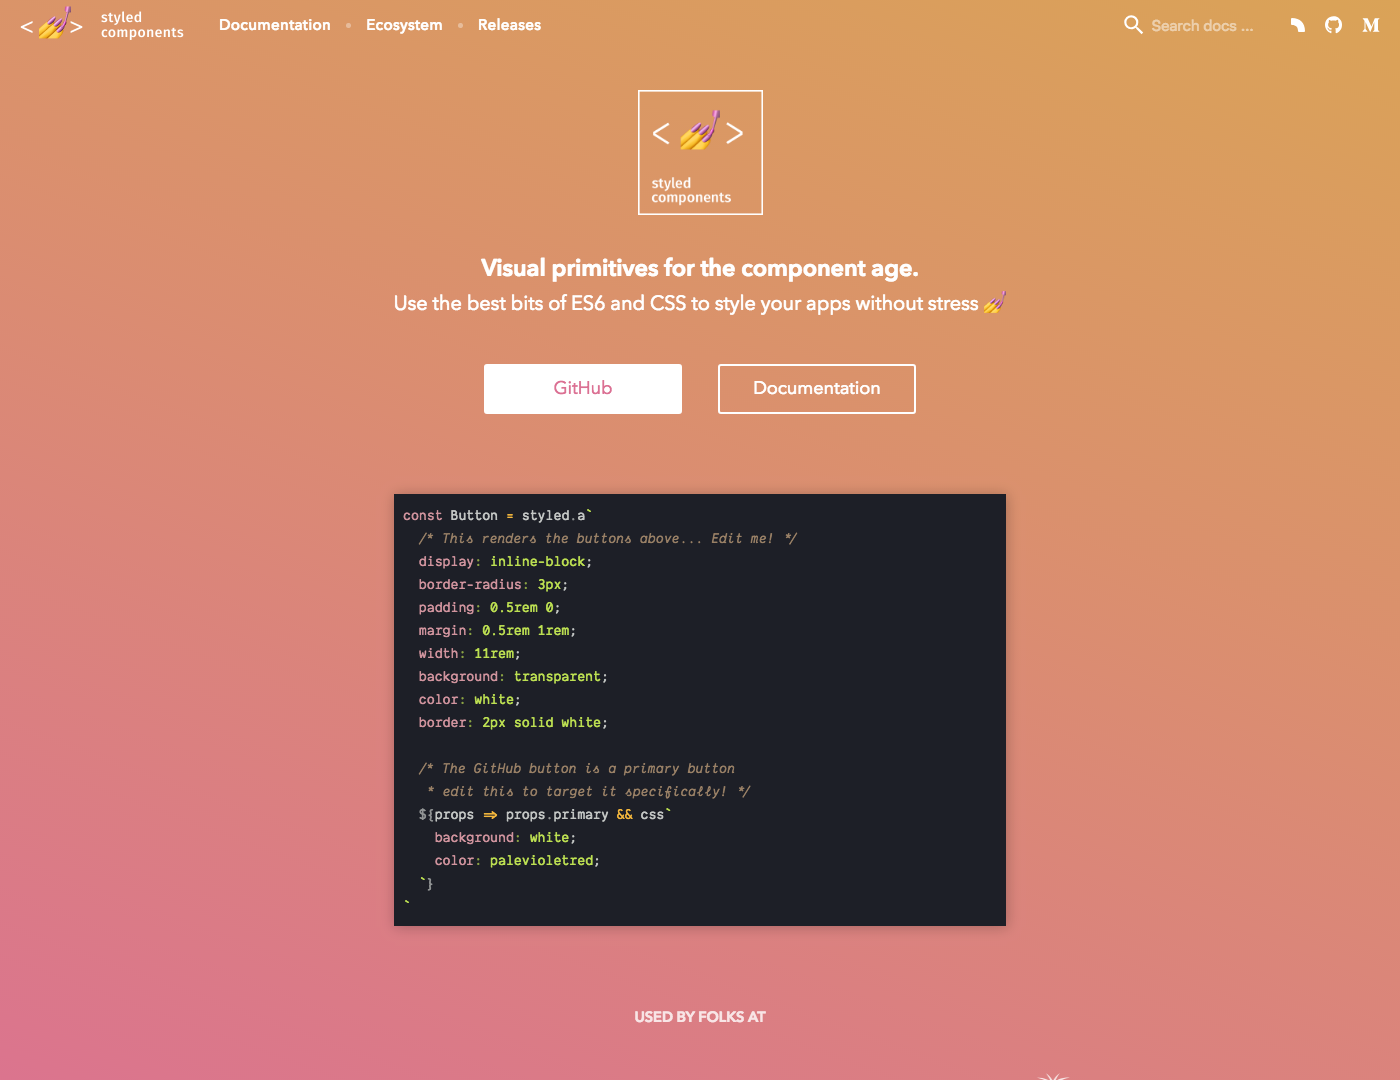 styled
components
Documentation
Ecosystem
Releases
Search docs ...
M
< >
styled
components
Visual primitives for the component age.
Use the best bits of ES6 and CSS to style your apps without stress 💅
GitHub
Documentation
const Button = styled.a`
  /* This renders the buttons above... Edit me! */
  display: inline-block;
  border-radius: 3px;
  padding: 0.5rem 0;
  margin: 0.5rem 1rem;
  width: 11rem;
  background: transparent;
  color: white;
  border: 2px solid white;
  /* The GitHub button is a primary button
   * edit this to target it specifically! */
  ${props => props.primary && css`
    background: white;
    color: palevioletred;
  `}
`
USED BY FOLKS AT